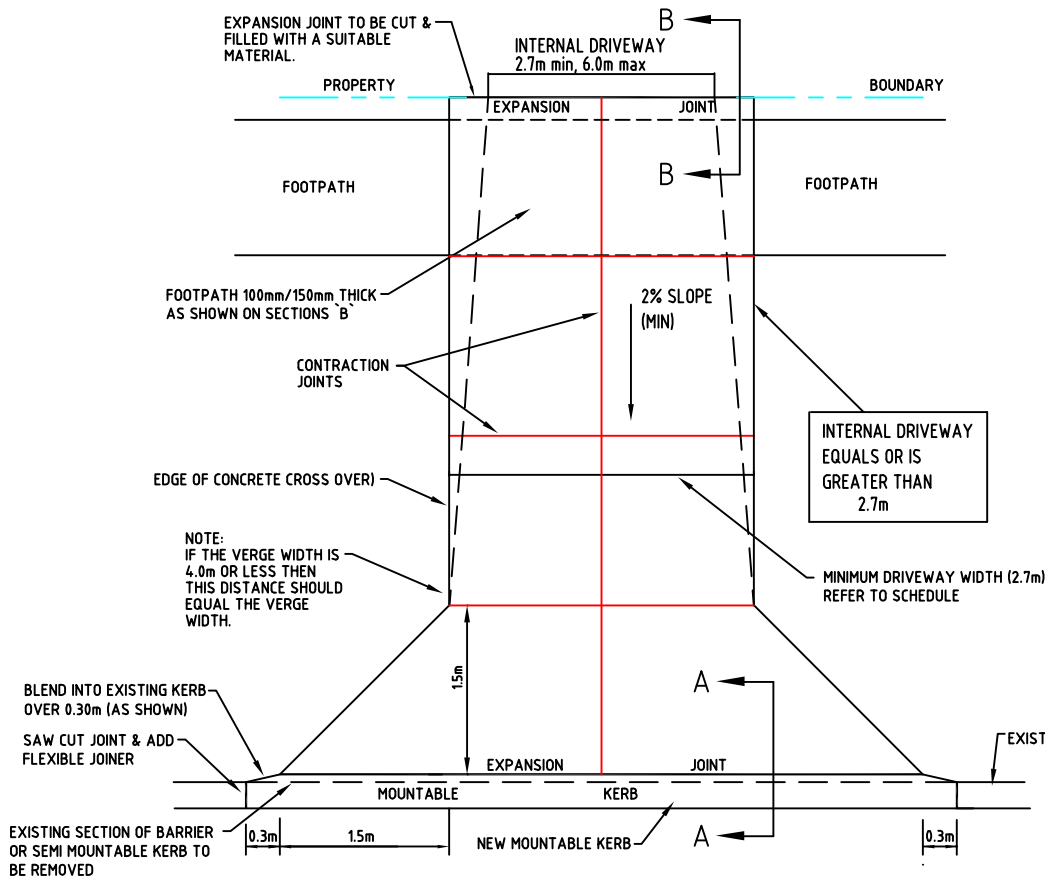 EXPANSION JOINT TO BE CUT &
FILLED WITH A SUITABLE
MATERIAL.
INTERNAL DRIVEWAY
2.7m min, 6.0m max
B
PROPERTY
BOUNDARY
EXPANSION JOINT
B
FOOTPATH
FOOTPATH
FOOTPATH 100mm/150mm THICK
AS SHOWN ON SECTIONS `B`
2% SLOPE
(MIN)
CONTRACTION
JOINTS
INTERNAL DRIVEWAY
EQUALS OR IS
GREATER THAN
2.7m
EDGE OF CONCRETE CROSS OVER)
NOTE:
IF THE VERGE WIDTH IS
4.0m OR LESS THEN
THIS DISTANCE SHOULD
EQUAL THE VERGE
WIDTH.
MINIMUM DRIVEWAY WIDTH (2.7m)
REFER TO SCHEDULE
1.5m
A
BLEND INTO EXISTING KERB
OVER 0.30m (AS SHOWN)
SAW CUT JOINT & ADD
FLEXIBLE JOINER
EXIST
EXPANSION JOINT
MOUNTABLE KERB
EXISTING SECTION OF BARRIER
OR SEMI MOUNTABLE KERB TO
BE REMOVED
0.3m
1.5m
NEW MOUNTABLE KERB
A
0.3m